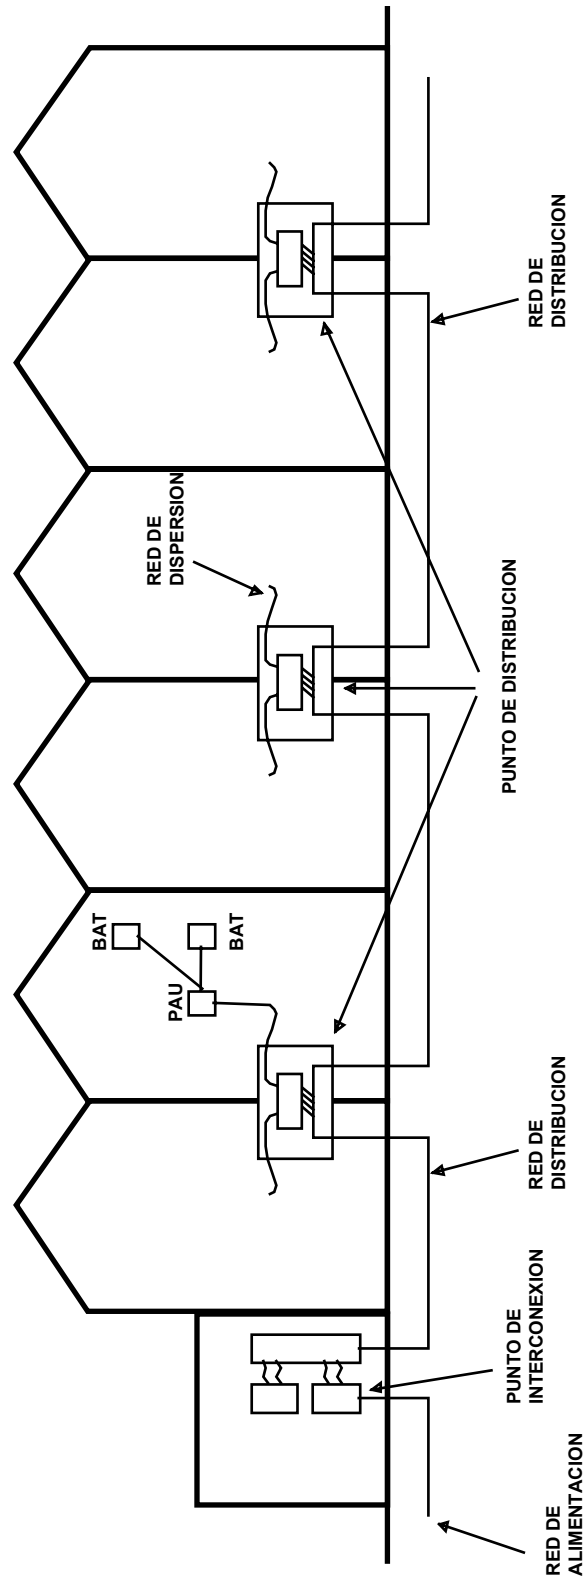 RED DE
ALIMENTACION
PUNTO DE
INTERCONEXION
RED DE
DISTRIBUCION
PAU
BAT
BAT
RED DE
DISPERSION
PUNTO DE DISTRIBUCION
RED DE
DISTRIBUCION